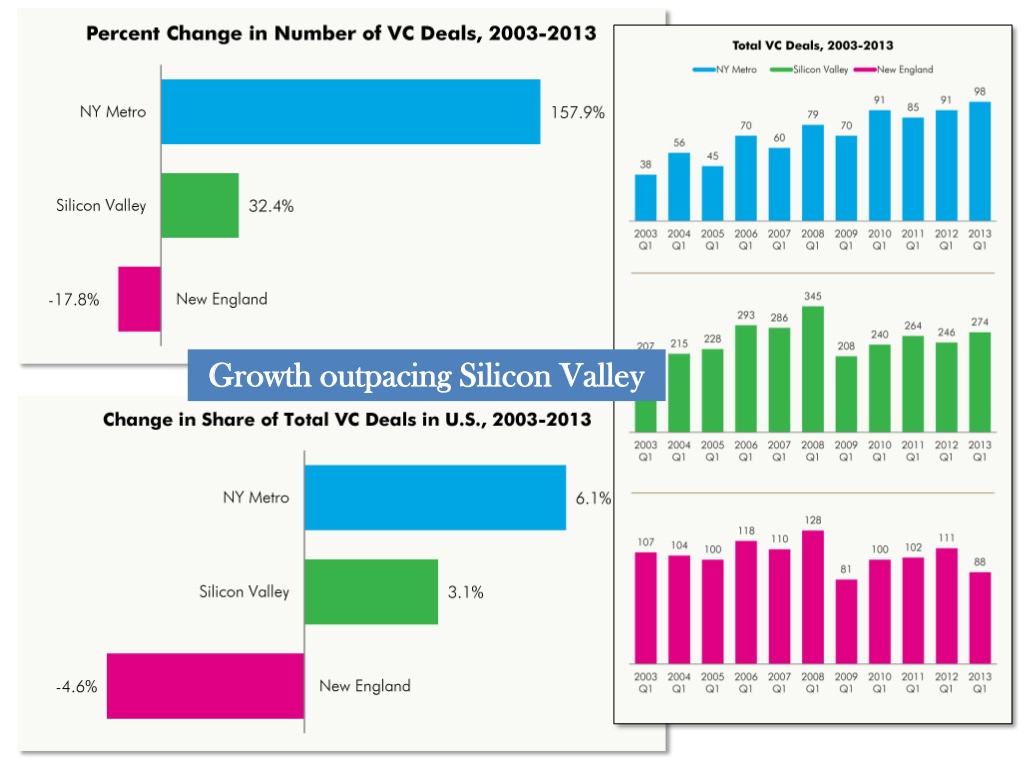 Percent Change in Number of VC Deals, 2003-2013
NY Metro
157.9%
Silicon Valley
32.4%
-17.8%
New England
Growth outpacing Silicon Valley
Change in Share of Total VC Deals in U.S., 2003-2013
NY Metro
6.1%
Silicon Valley
3.1%
-4.6%
New England
Total VC Deals, 2003-2013
NY Metro Silicon Valley New England
38 56 45 70 60 79 70 91 85 91 98
2003 2004 2005 2006 2007 2008 2009 2010 2011 2012 2013
Q1 Q1 Q1 Q1 Q1 Q1 Q1 Q1 Q1 Q1 Q1
207 215 228 293 286 345 208 240 264 246 274
2003 2004 2005 2006 2007 2008 2009 2010 2011 2012 2013
Q1 Q1 Q1 Q1 Q1 Q1 Q1 Q1 Q1 Q1 Q1
107 104 100 118 110 128 81 100 102 111 88
2003 2004 2005 2006 2007 2008 2009 2010 2011 2012 2013
Q1 Q1 Q1 Q1 Q1 Q1 Q1 Q1 Q1 Q1 Q1